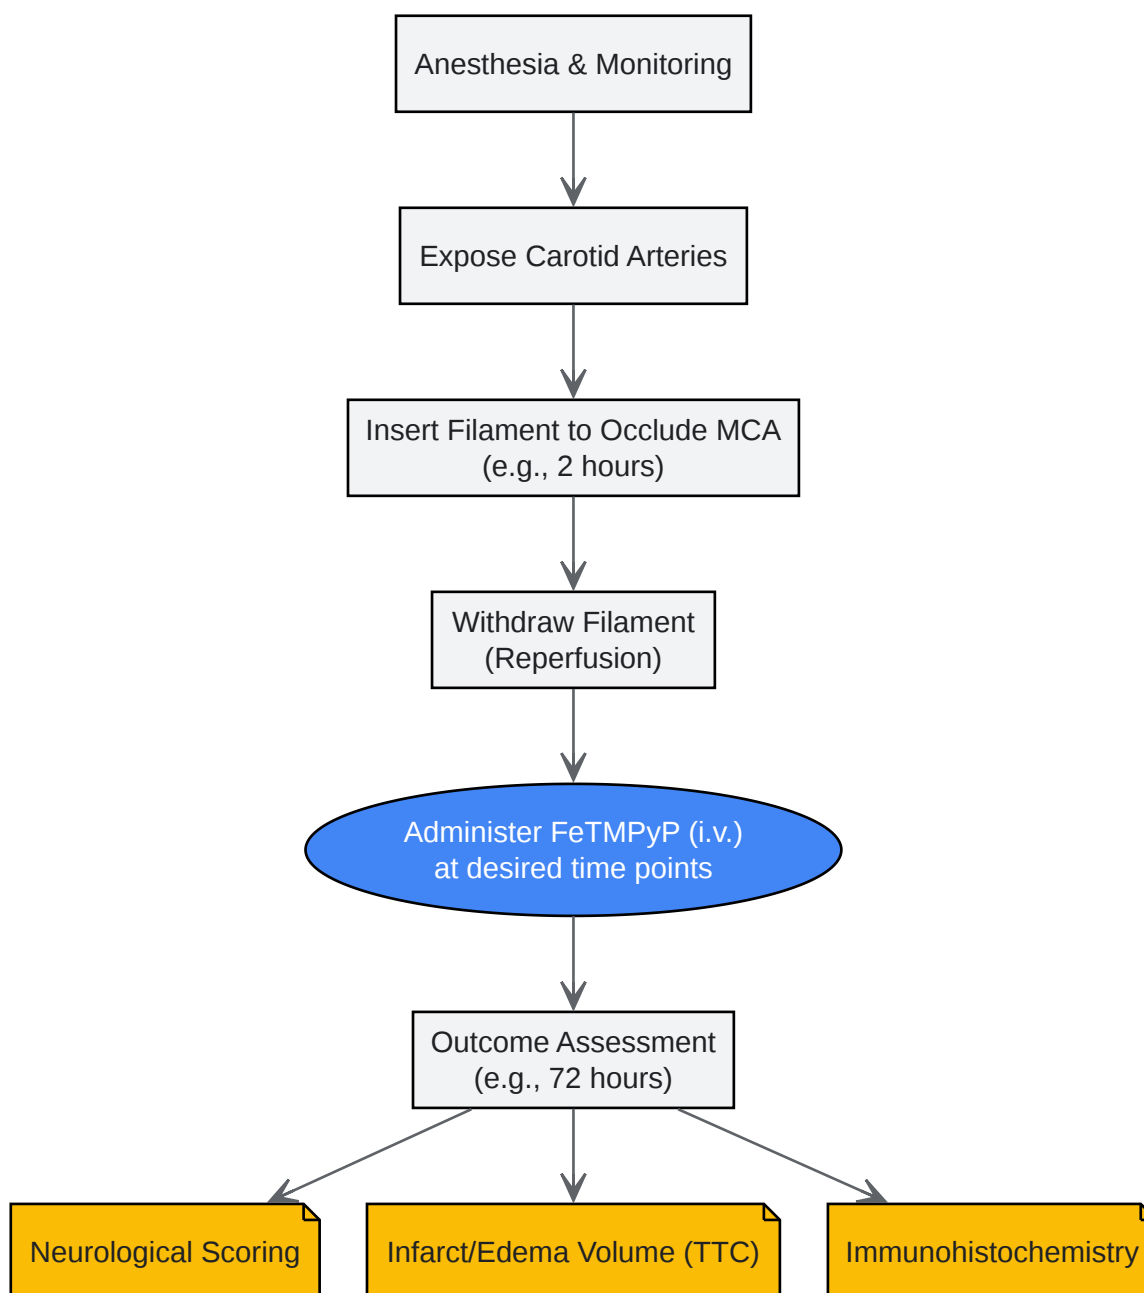 Anesthesia & Monitoring
Expose Carotid Arteries
Insert Filament to Occlude MCA
(e.g., 2 hours)
Withdraw Filament
(Reperfusion)
Administer FeTMPyP (i.v.)
at desired time points
Outcome Assessment
(e.g., 72 hours)
Neurological Scoring
Infarct/Edema Volume (TTC)
Immunohistochemistry